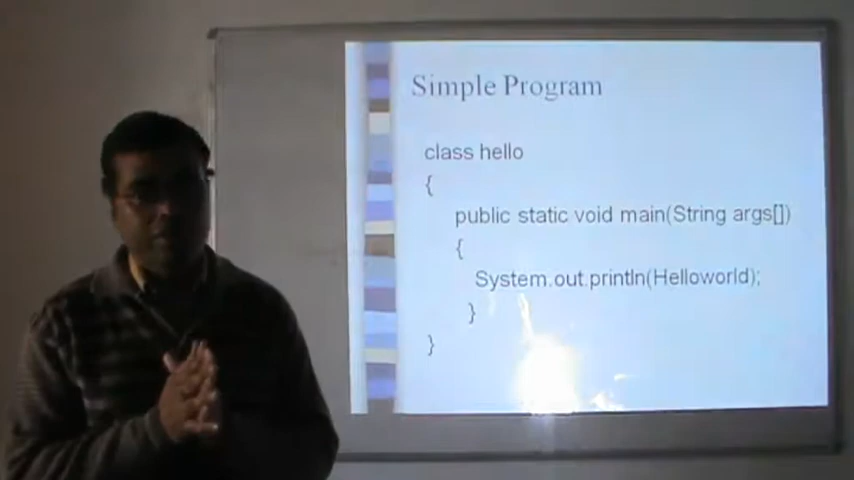 Simple Program
class hello
{
public static void main(String args[])
{
System.out.println(Helloworld);
}
}